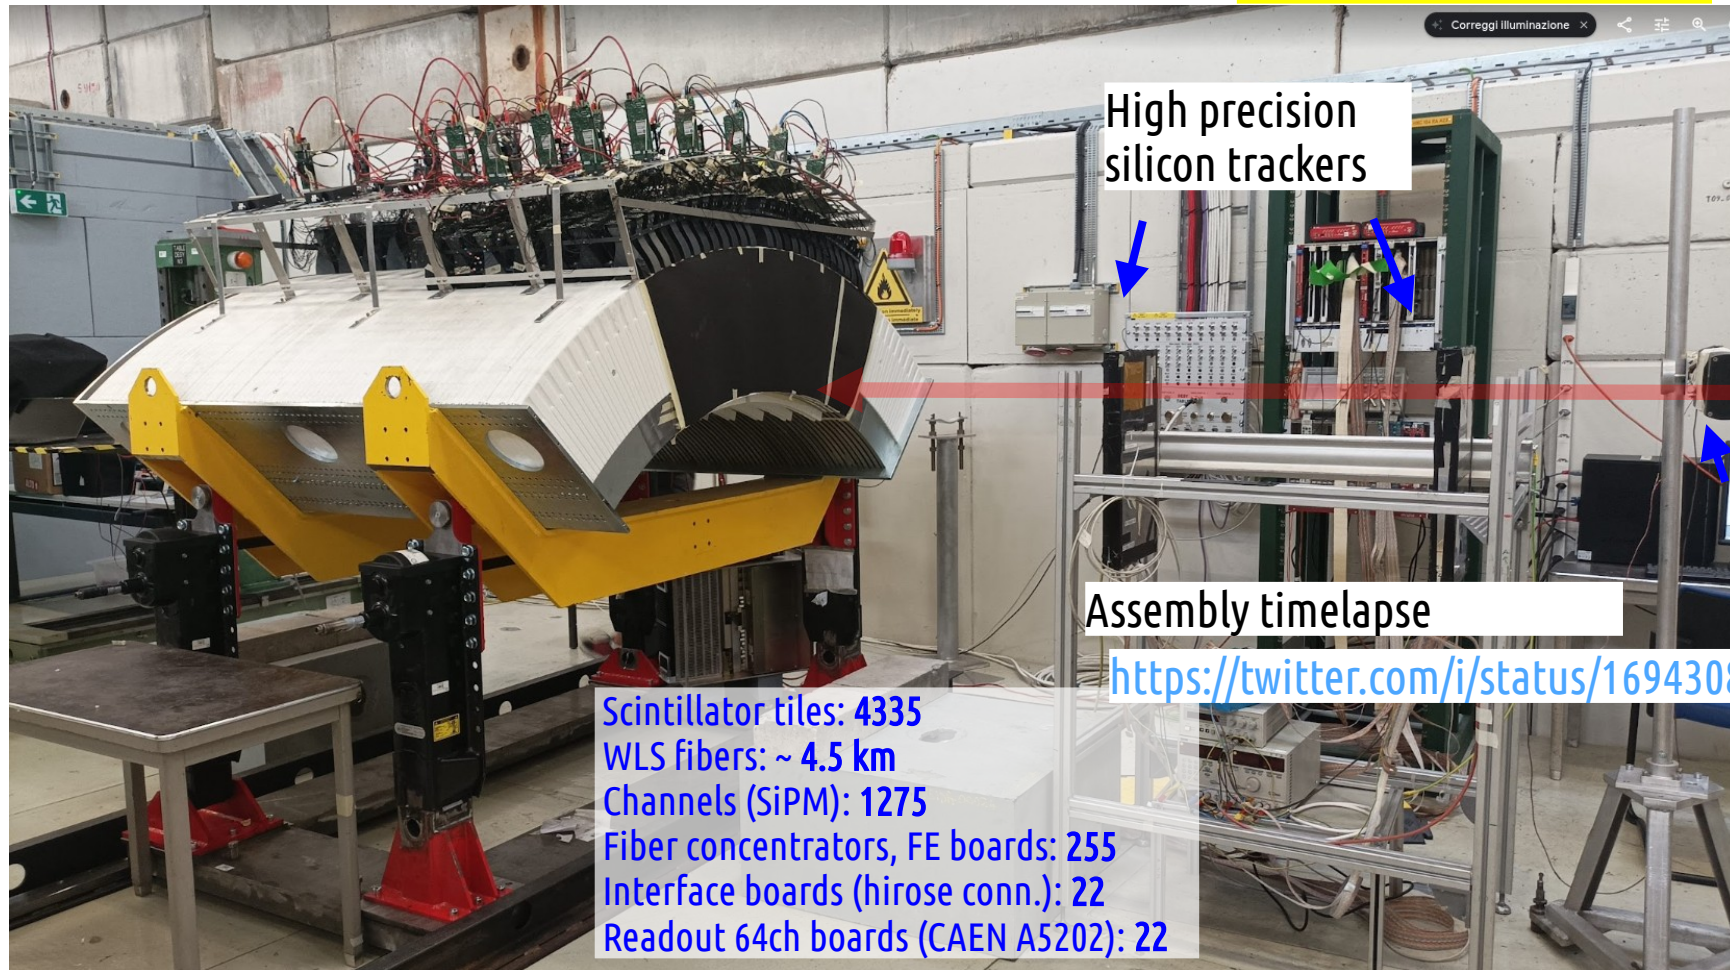 Correggi illuminazione
High precision
silicon trackers
Assembly timelapse
https://twitter.com/i/status/169430
Scintillator tiles: 4335
WLS fibers: ~ 4.5 km
Channels (SiPM): 1275
Fiber concentrators, FE boards: 255
Interface boards (hirose conn.): 22
Readout 64ch boards (CAEN A5202): 22